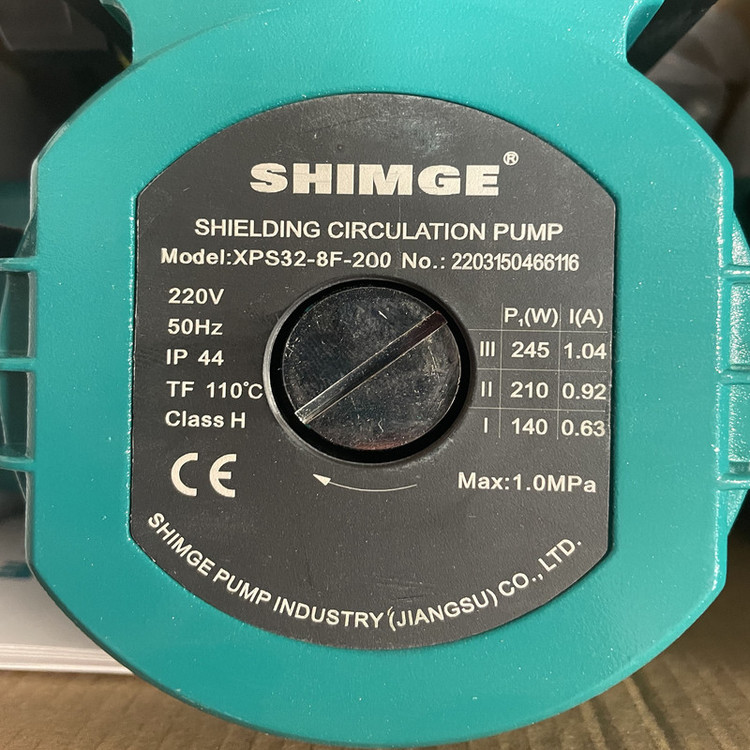 SHIMGE®
SHIELDING CIRCULATION PUMP
Model:XPS32-8F-200 No.: 2203150466116
220V
50Hz
IP 44
TF 110°C
Class H
P₁(W) I(A)
III 245 1.04
II 210 0.92
I 140 0.63
CE
Max:1.0MPa
SHIMGE PUMP INDUSTRY (JIANGSU) CO., LTD.